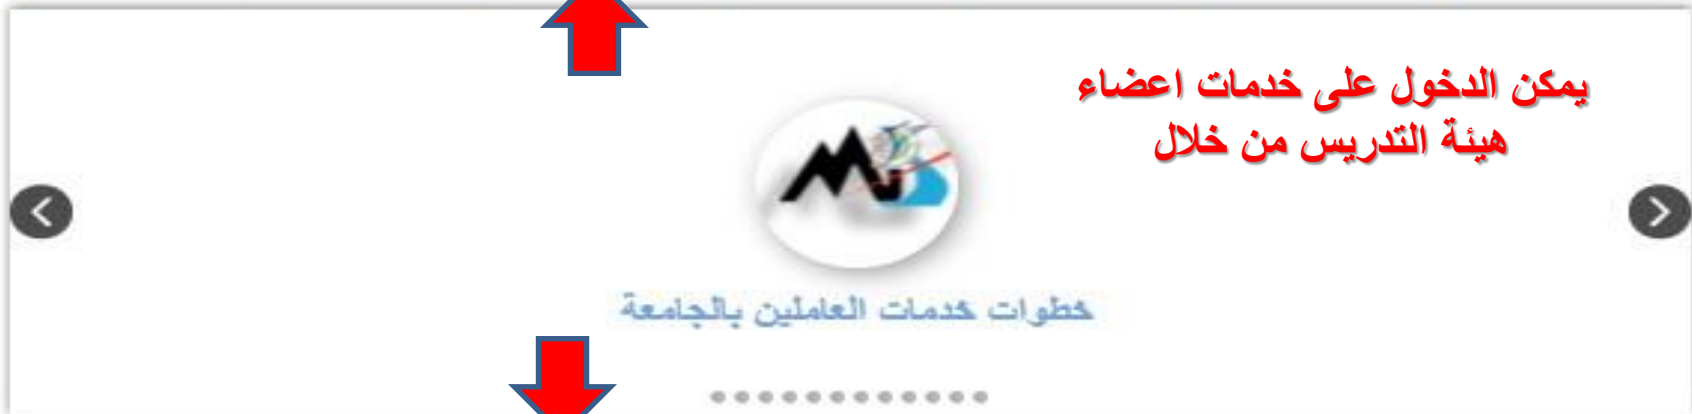 يمكن الدخول على خدمات اعضاء
هيئة التدريس من خلال
خطوات خدمات العاملين بالجامعة